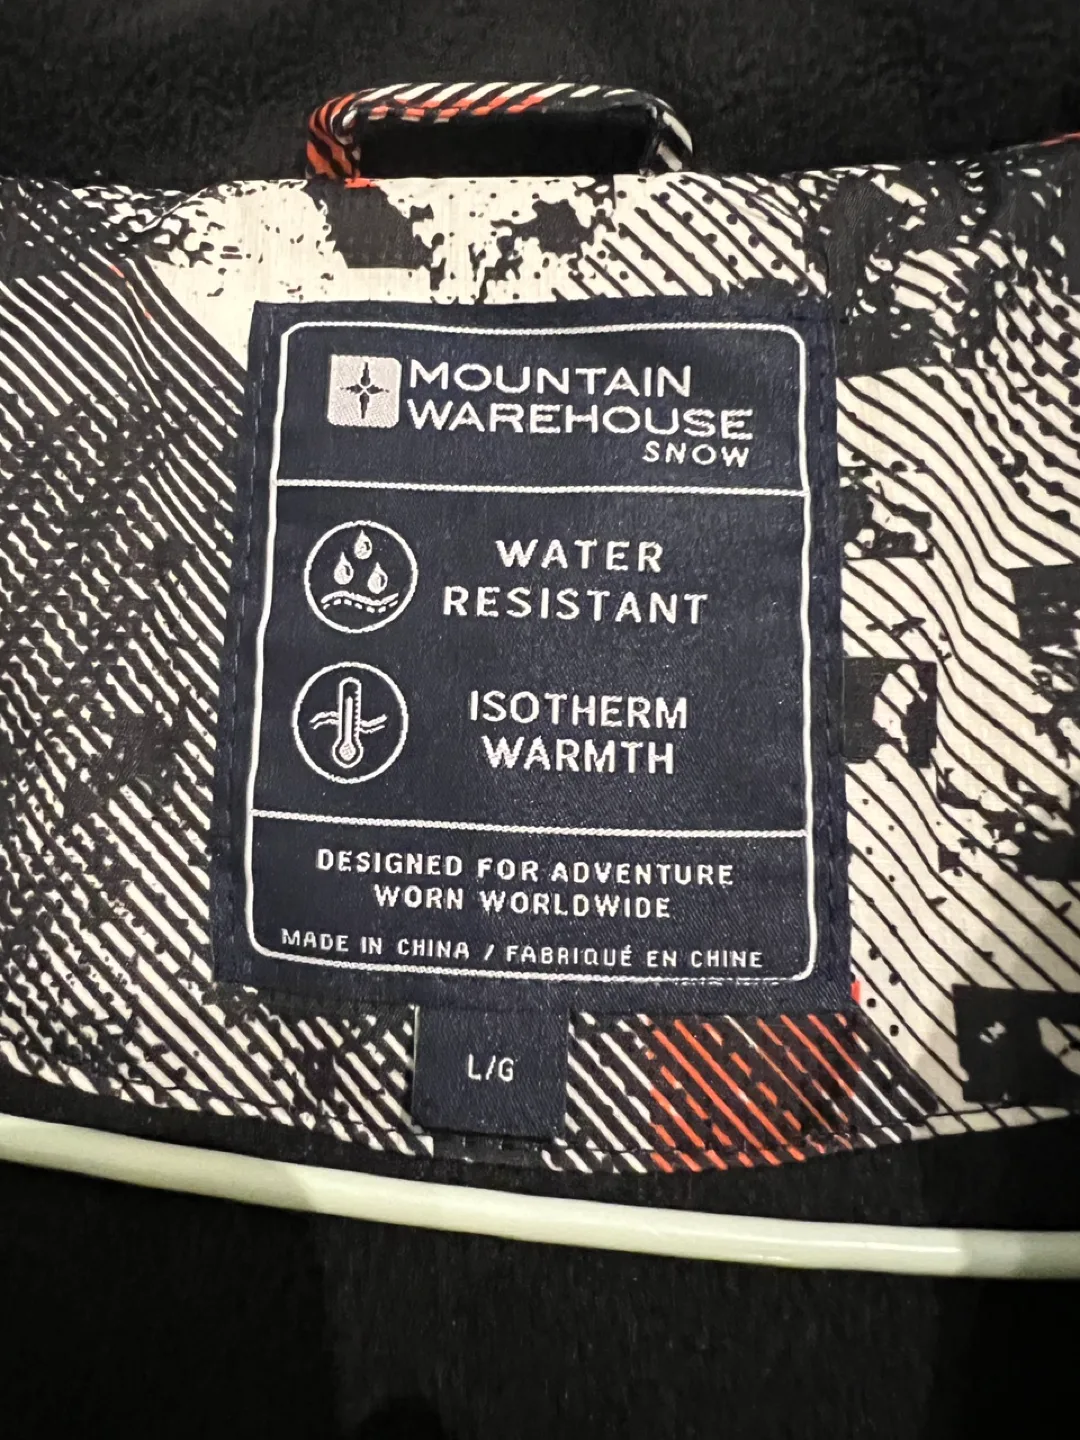 MOUNTAIN
WAREHOUSE
SNOW
WATER
RESISTANT
ISOTHERM
WARMTH
DESIGNED FOR ADVENTURE
WORN WORLDWIDE
MADE IN CHINA / FABRIQUÉ EN CHINE
L/G